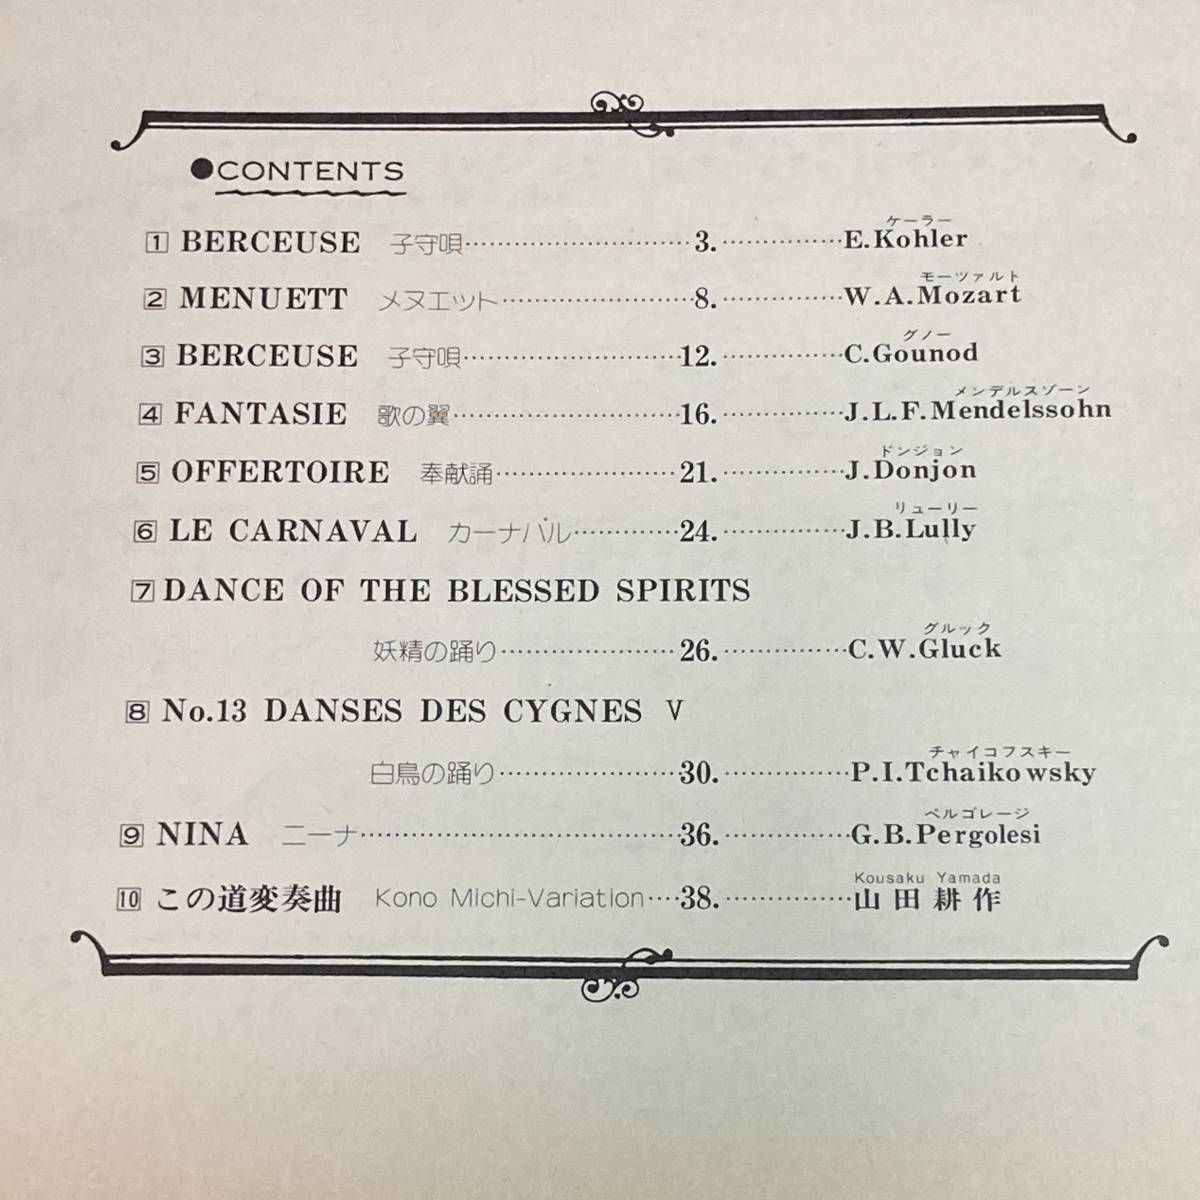 ●CONTENTS
ケーラー
1 BERCEUSE 子守唄……………………3.……………E.Kohler
モーツァルト
2 MENUETT メヌエット……………………8.……………W.A.Mozart
グノー
3 BERCEUSE 子守唄……………………12.……………C.Gounod
メンデルスゾーン
4 FANTASIE 歌の翼……………………16.……………J.L.F.Mendelssohn
ドンジョン
5 OFFERTOIRE 奉献誦……………………21.……………J.Donjon
リューリー
6 LE CARNAVAL カーナバル……………24.……………J.B.Lully
7 DANCE OF THE BLESSED SPIRITS
グルック
妖精の踊り……………………26.……………C.W.Gluck
8 No.13 DANSES DES CYGNES V
チャイコフスキー
白鳥の踊り……………………30.……………P.I.Tchaikowsky
ペルゴレージ
9 NINA ニーナ………………………………36.……………G.B.Pergolesi
Kousaku Yamada
10 この道変奏曲 Kono Michi-Variation….38.……………山田耕作